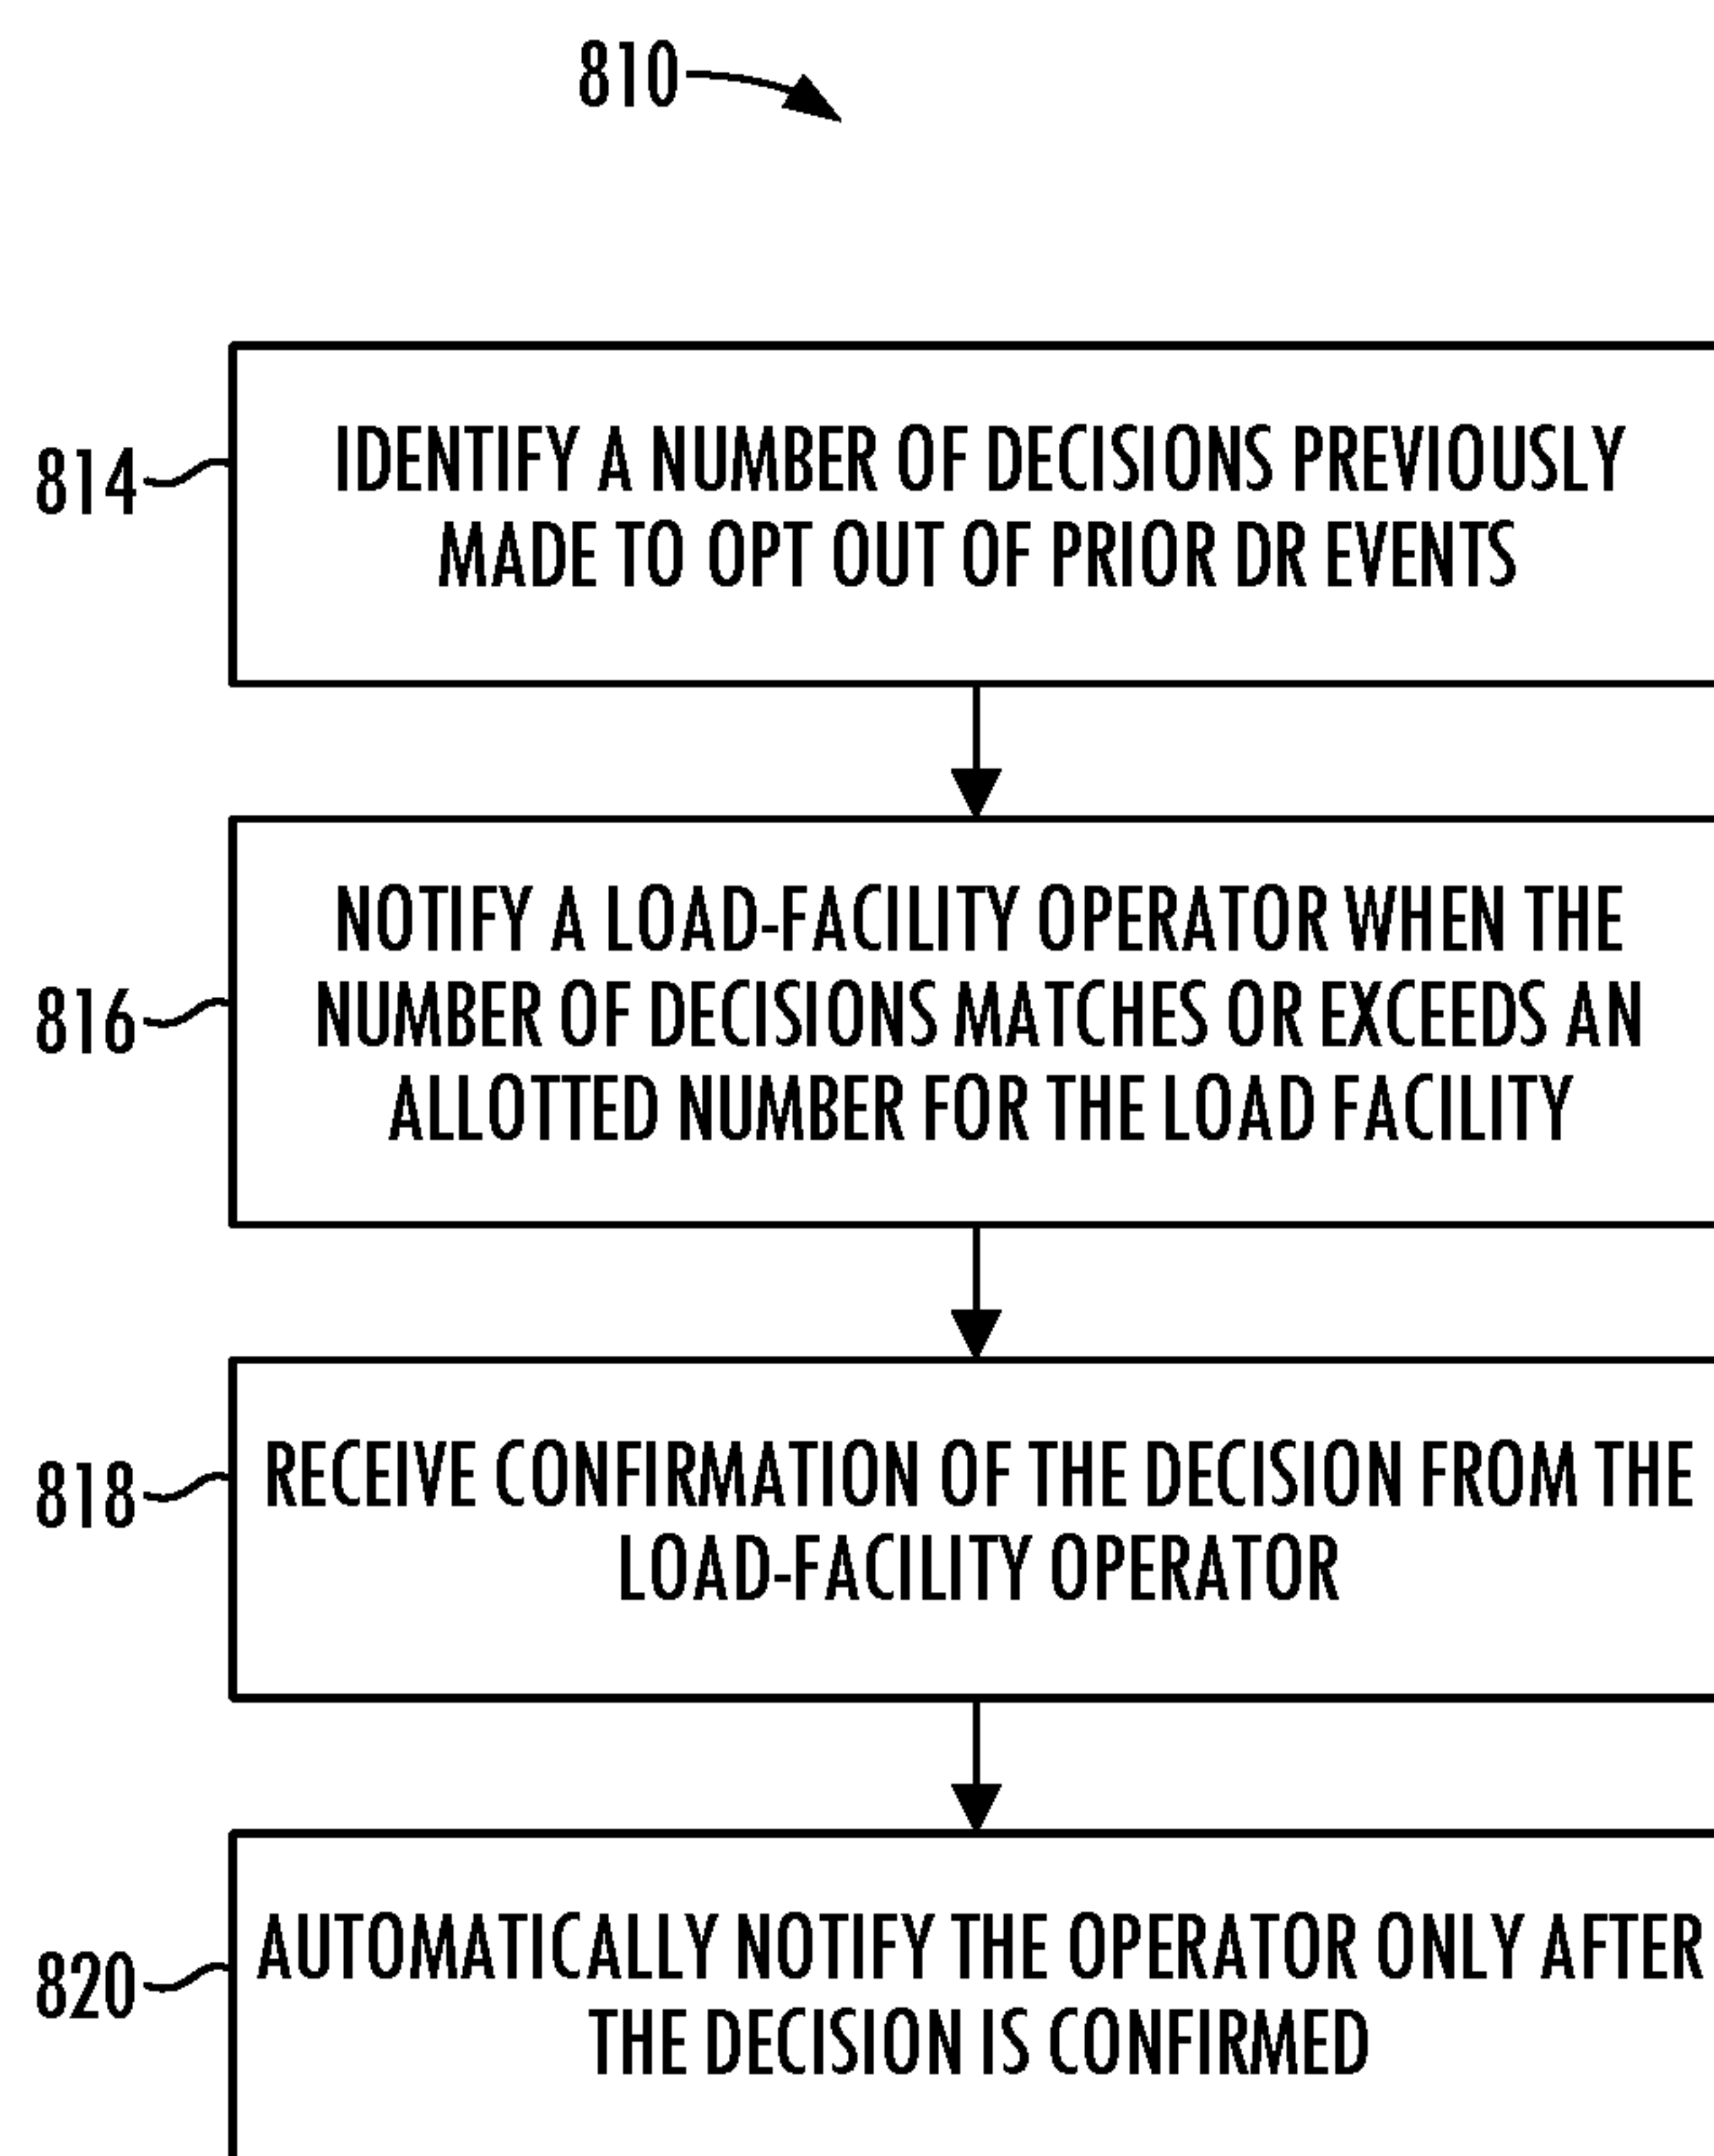 810
814
IDENTIFY A NUMBER OF DECISIONS PREVIOUSLY
MADE TO OPT OUT OF PRIOR DR EVENTS
816
NOTIFY A LOAD-FACILITY OPERATOR WHEN THE
NUMBER OF DECISIONS MATCHES OR EXCEEDS AN
ALLOTTED NUMBER FOR THE LOAD FACILITY
818
RECEIVE CONFIRMATION OF THE DECISION FROM THE
LOAD-FACILITY OPERATOR
820
AUTOMATICALLY NOTIFY THE OPERATOR ONLY AFTER
THE DECISION IS CONFIRMED